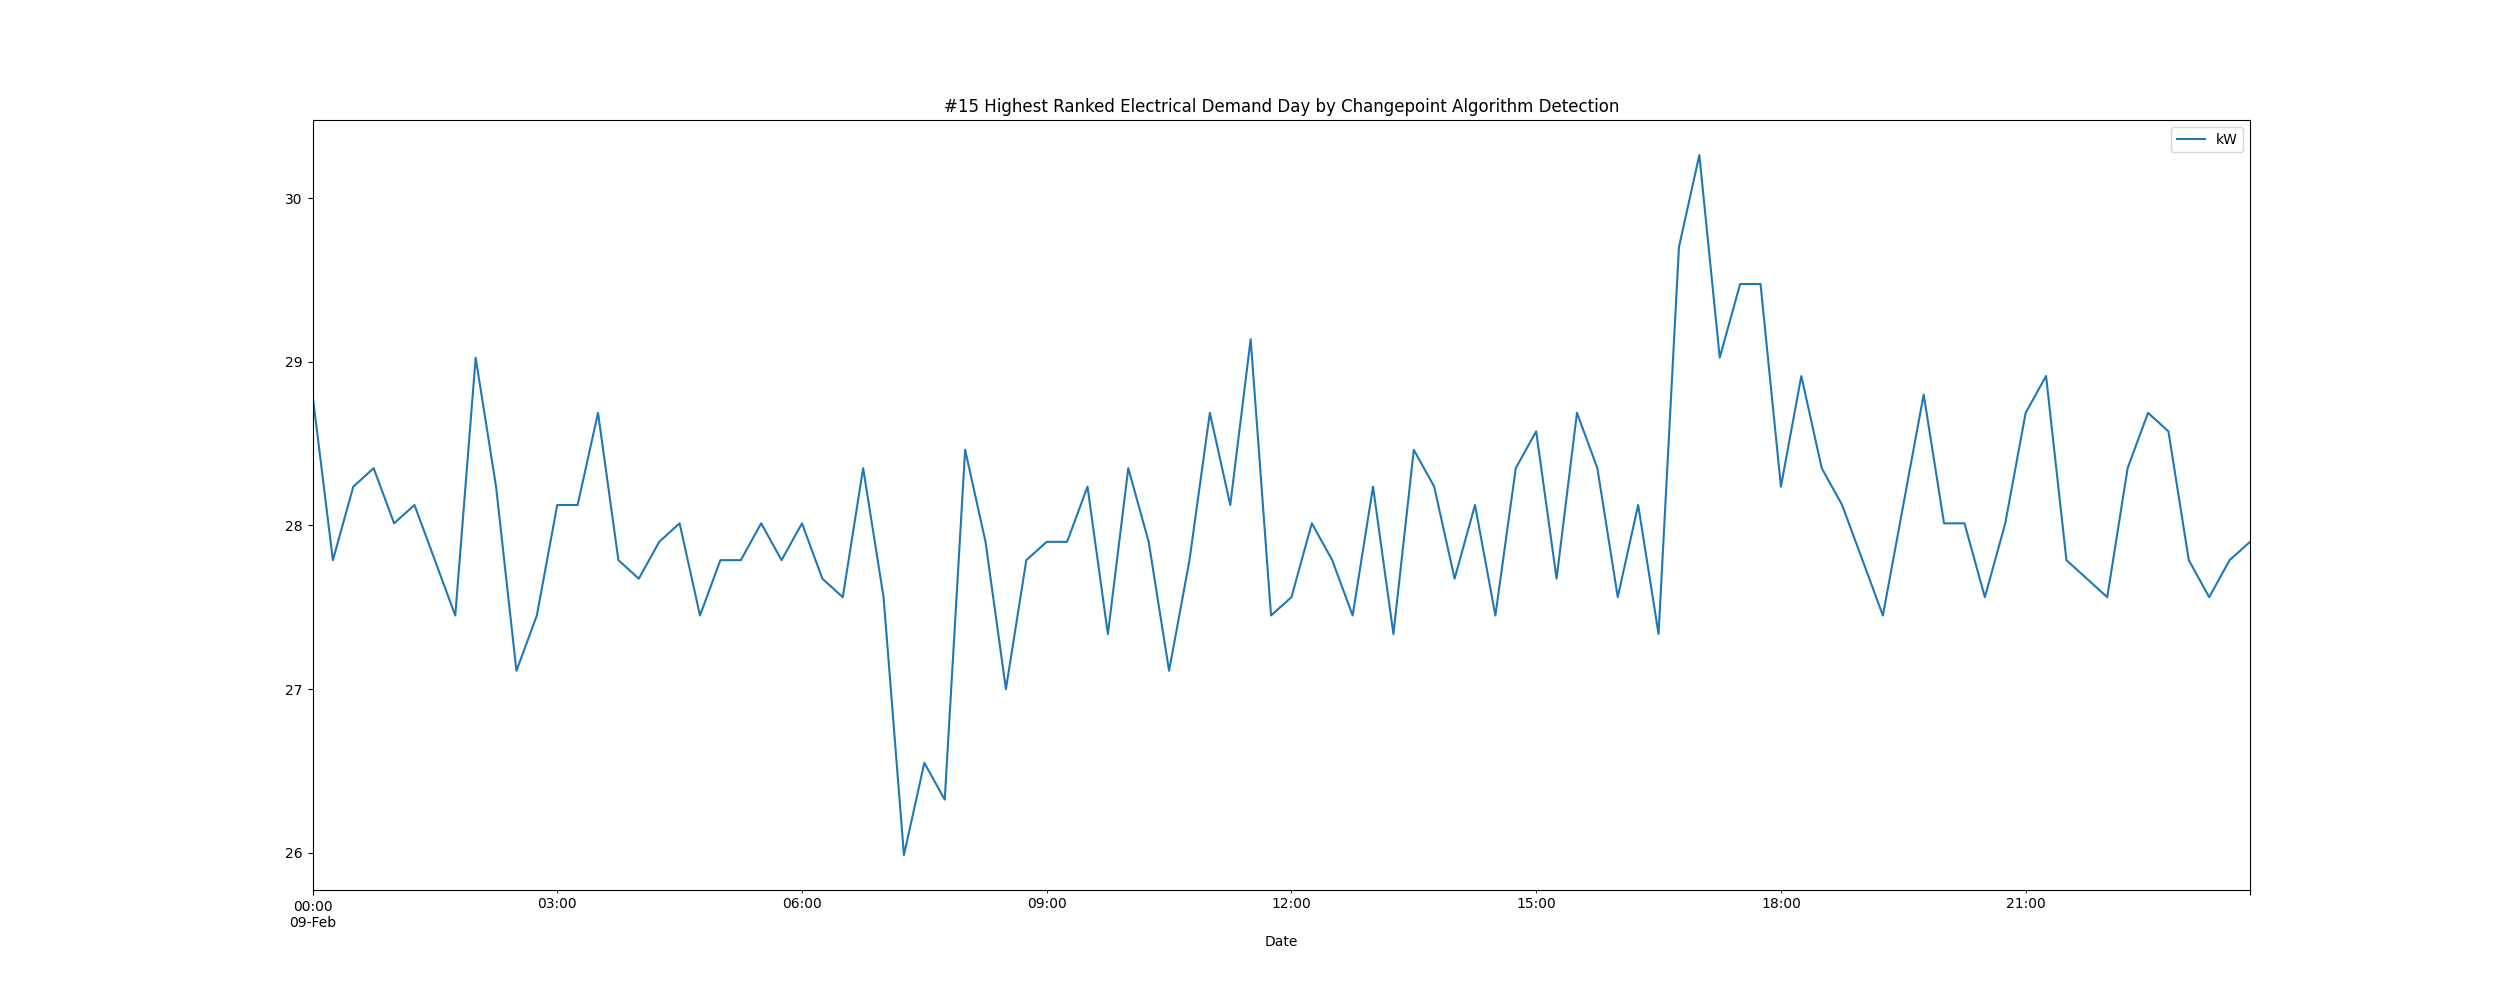 #15 Highest Ranked Electrical Demand Day by Changepoint Algorithm Detection
kW
30
29
28
27
26
00:00 03:00 06:00 09:00 12:00 15:00 18:00 21:00
09-Feb
Date